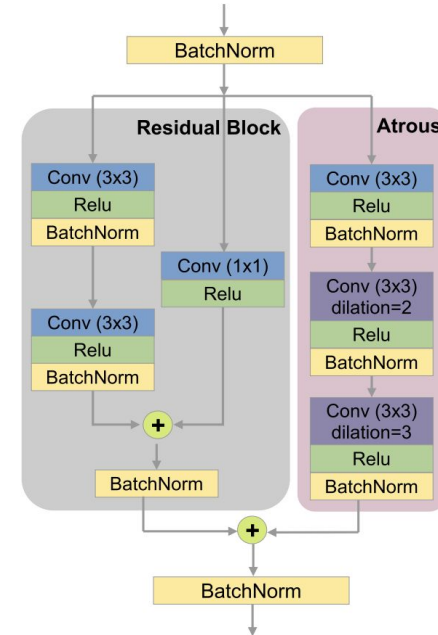 BatchNorm
Residual Block
Conv (3x3)
Relu
BatchNorm
Conv (3x3)
Relu
BatchNorm
Conv (1x1)
Relu
+
BatchNorm
Atrous
Conv (3x3)
Relu
BatchNorm
Conv (3x3)
dilation=2
Relu
BatchNorm
Conv (3x3)
dilation=3
Relu
BatchNorm
+
BatchNorm